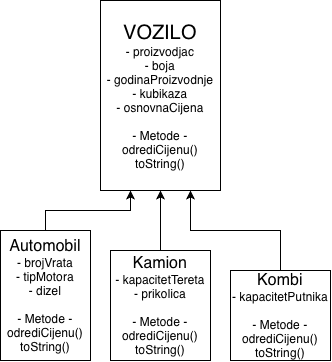 VOZILO
- proizvodjac
- boja
- godinaProizvodnje
- kubikaza
- osnovnaCijena
- Metode -
odrediCijenu()
toString()
Automobil
- brojVrata
- tipMotora
- dizel
- Metode -
odrediCijenu()
toString()
Kamion
- kapacitetTereta
- prikolica
- Metode -
odrediCijenu()
toString()
Kombi
- kapacitetPutnika
- Metode -
odrediCijenu()
toString()